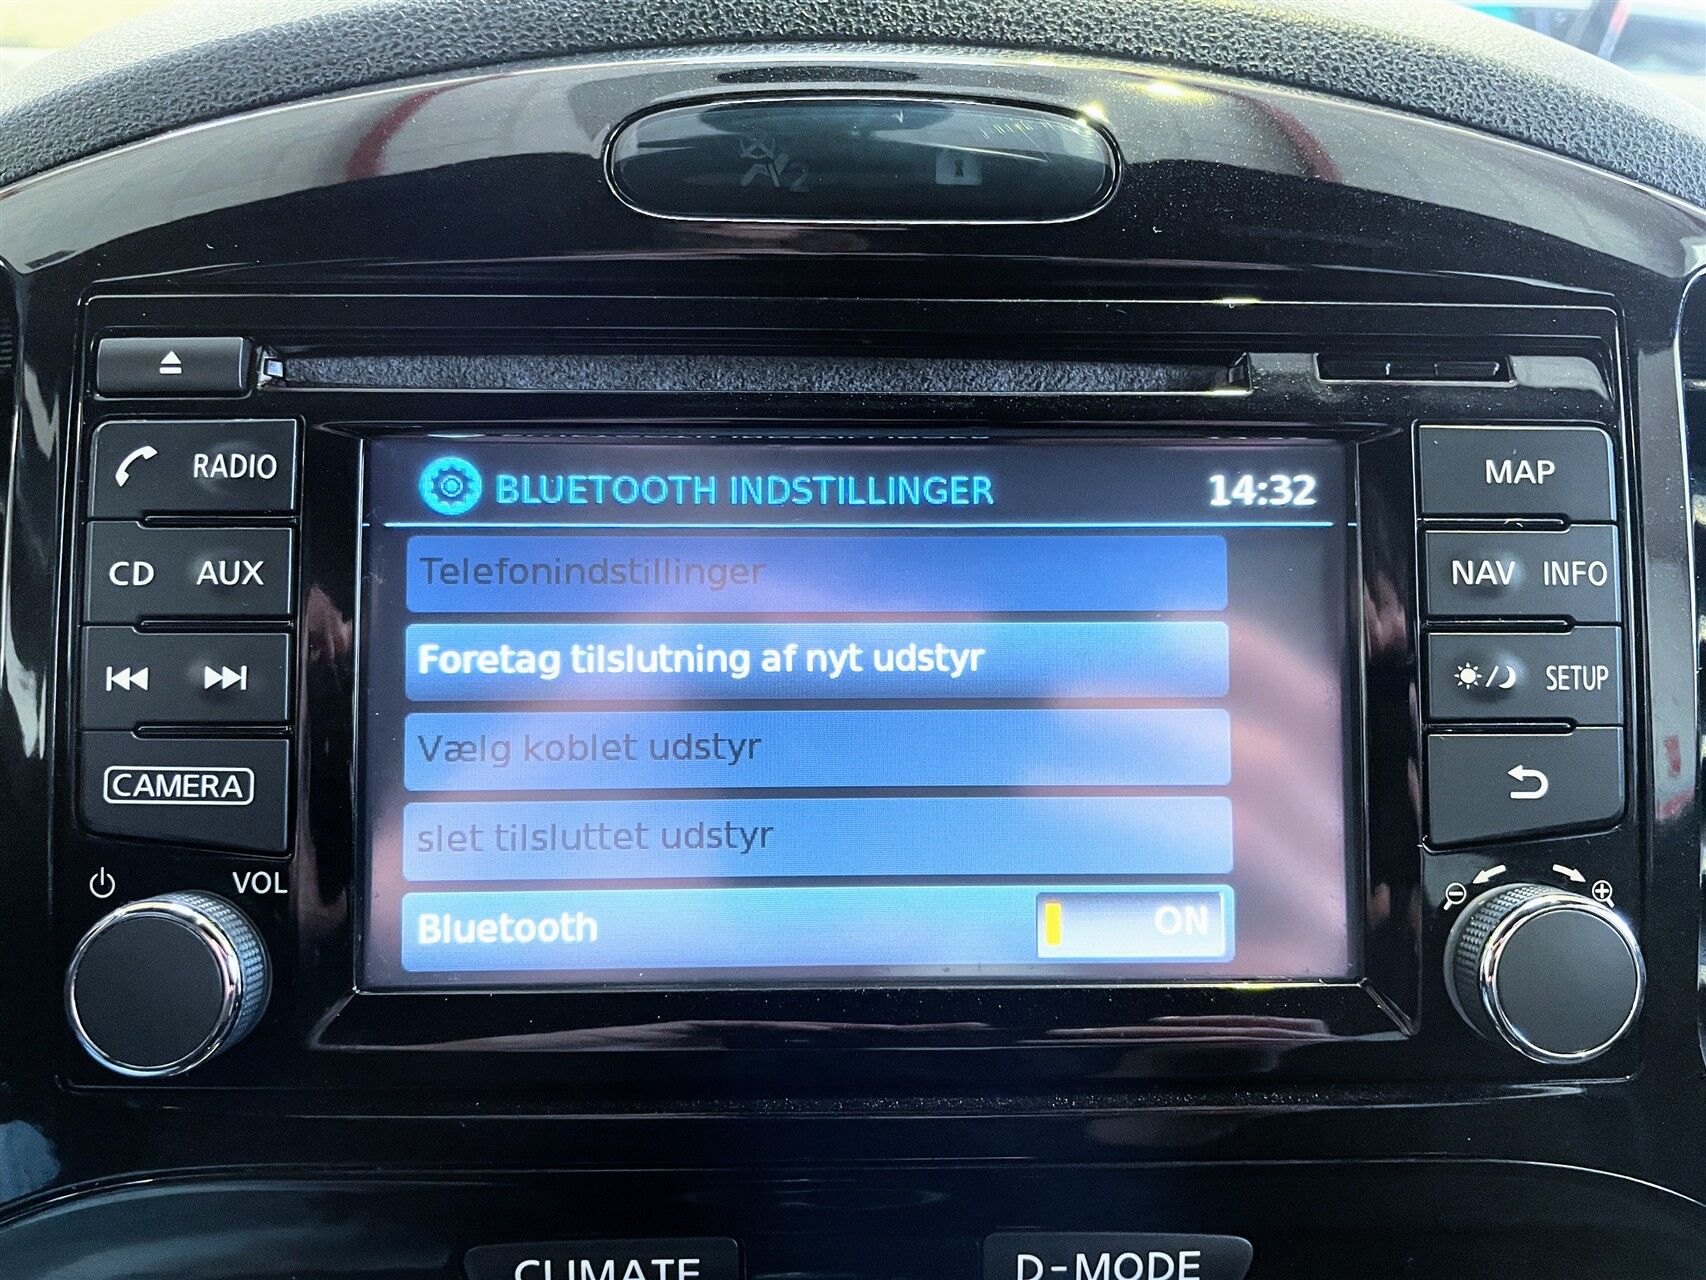 RADIO
CD AUX
CAMERA
VOL
BLUETOOTH INDSTILLINGER 14:32
Telefonindstillinger
Foretag tilslutning af nyt udstyr
Vælg koblet udstyr
slet tilsluttet udstyr
Bluetooth ON
MAP
NAV INFO
SETUP
CLIMATE
D-MODE